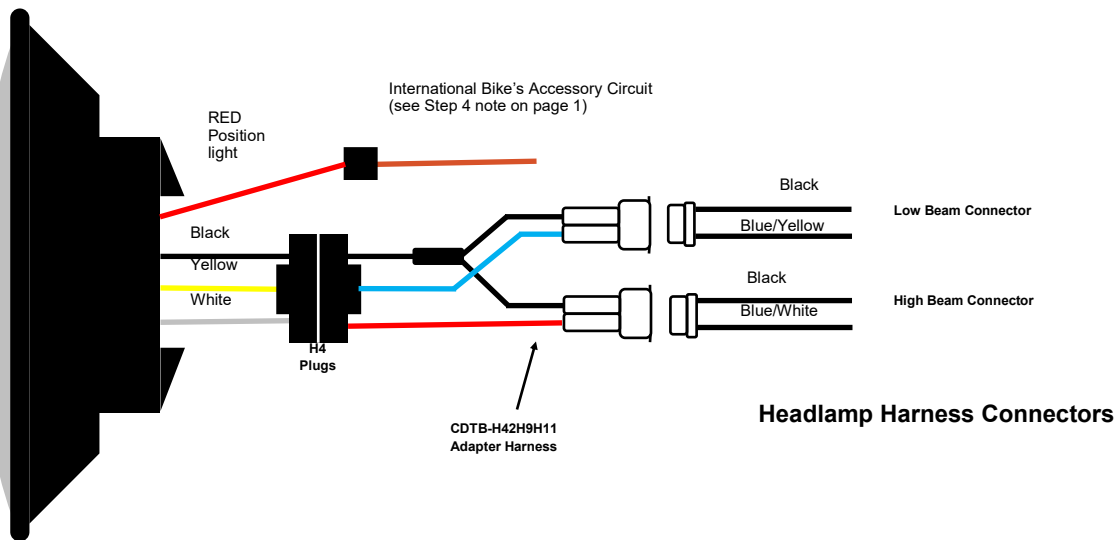 International Bike's Accessory Circuit
(see Step 4 note on page 1)
RED
Position
light
Black
Yellow
White
H4
Plugs
CDTB-H42H9H11
Adapter Harness
Black
Blue/Yellow
Low Beam Connector
Black
Blue/White
High Beam Connector
Headlamp Harness Connectors